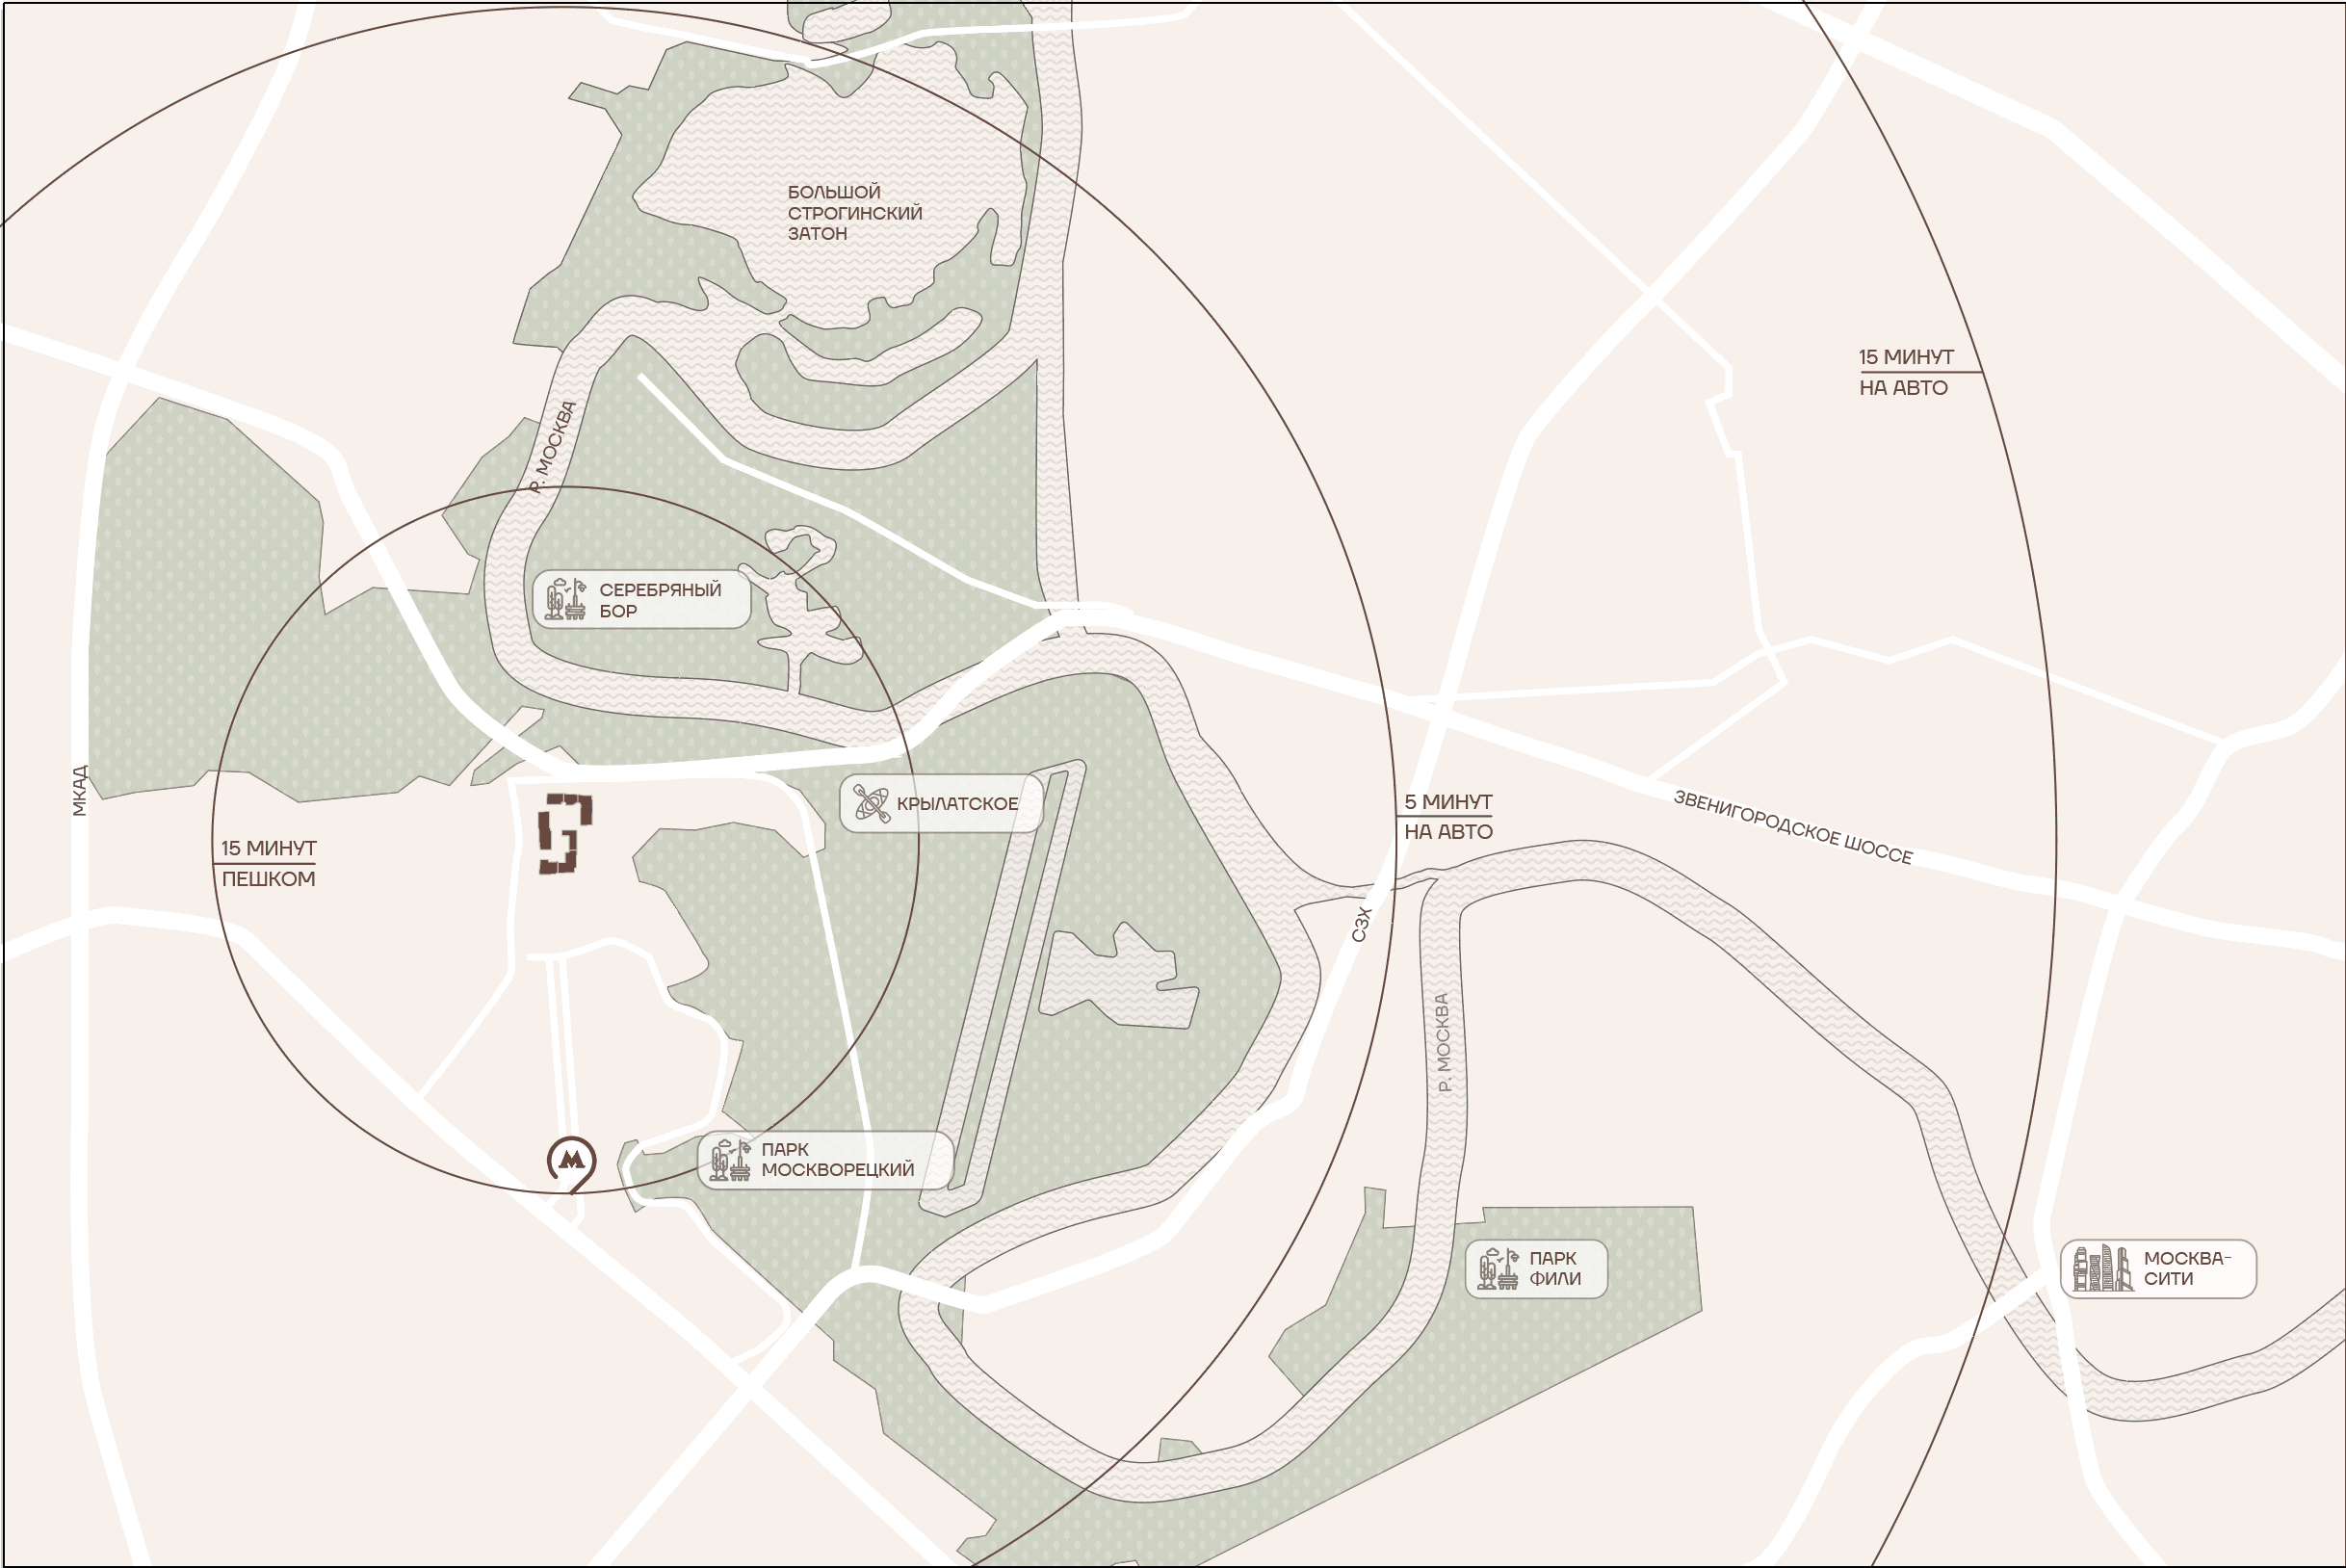 БОЛЬШОЙ
СТРОГИНСКИЙ
ЗАТОН
15 МИНУТ
НА АВТО
Р. МОСКВА
СЕРЕБРЯНЫЙ
БОР
МКАД
КРЫЛАТСКОЕ
5 МИНУТ
НА АВТО
ЗВЕНИГОРОДСКОЕ ШОССЕ
15 МИНУТ
ПЕШКОМ
СЗХ
Р. МОСКВА
М
ПАРК
МОСКВОРЕЦКИЙ
ПАРК
ФИЛИ
МОСКВА-
СИТИ